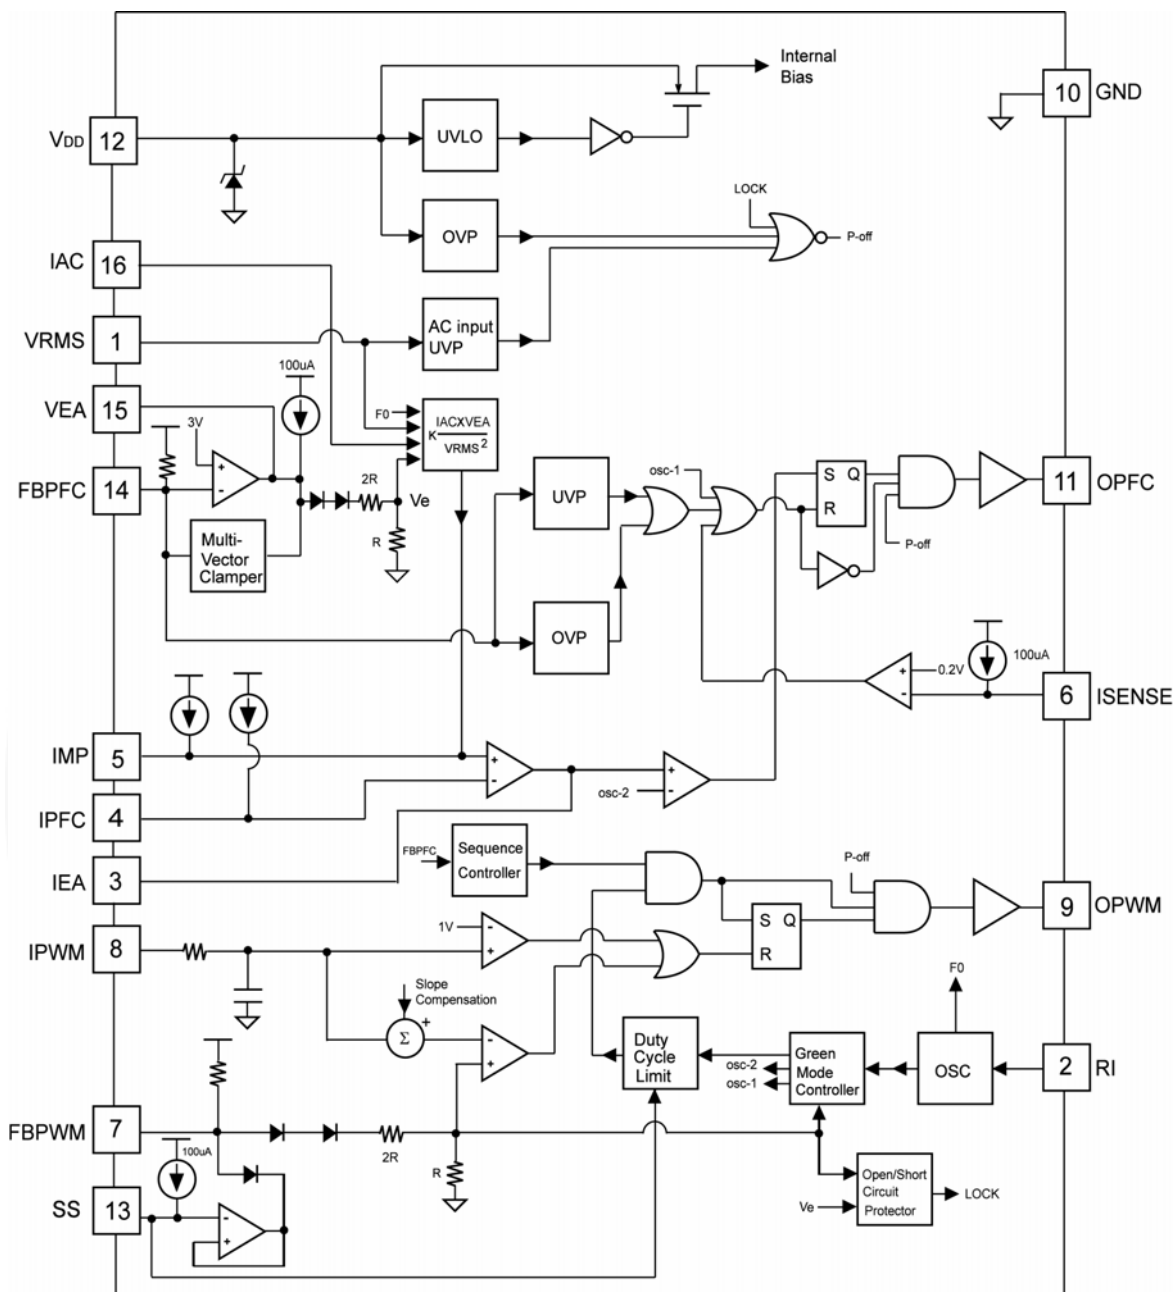 Internal
Bias
10
GND
VDD
12
UVLO
LOCK
OVP
P-off
IAC
16
VRMS
1
AC input
UVP
100uA
VEA
15
3V
+
-
F0
K IACXVEA
VRMS²
FBPFC
14
2R
Ve
R
Multi-
Vector
Clamper
UVP
OVP
osc-1
S Q
R
P-off
11
OPFC
+
-
0.2V
100uA
6
ISENSE
IMP
5
+
-
+
-
osc-2
IPFC
4
IEA
3
FBPFC
Sequence
Controller
P-off
9
OPWM
IPWM
8
1V
-
+
S Q
R
Slope
Compensation
Σ
+
-
+
Duty
Cycle
Limit
osc-2
osc-1
Green
Mode
Controller
F0
OSC
2
RI
FBPWM
7
2R
R
100uA
SS
13
-
+
Open/Short
Circuit
Protector
Ve
LOCK